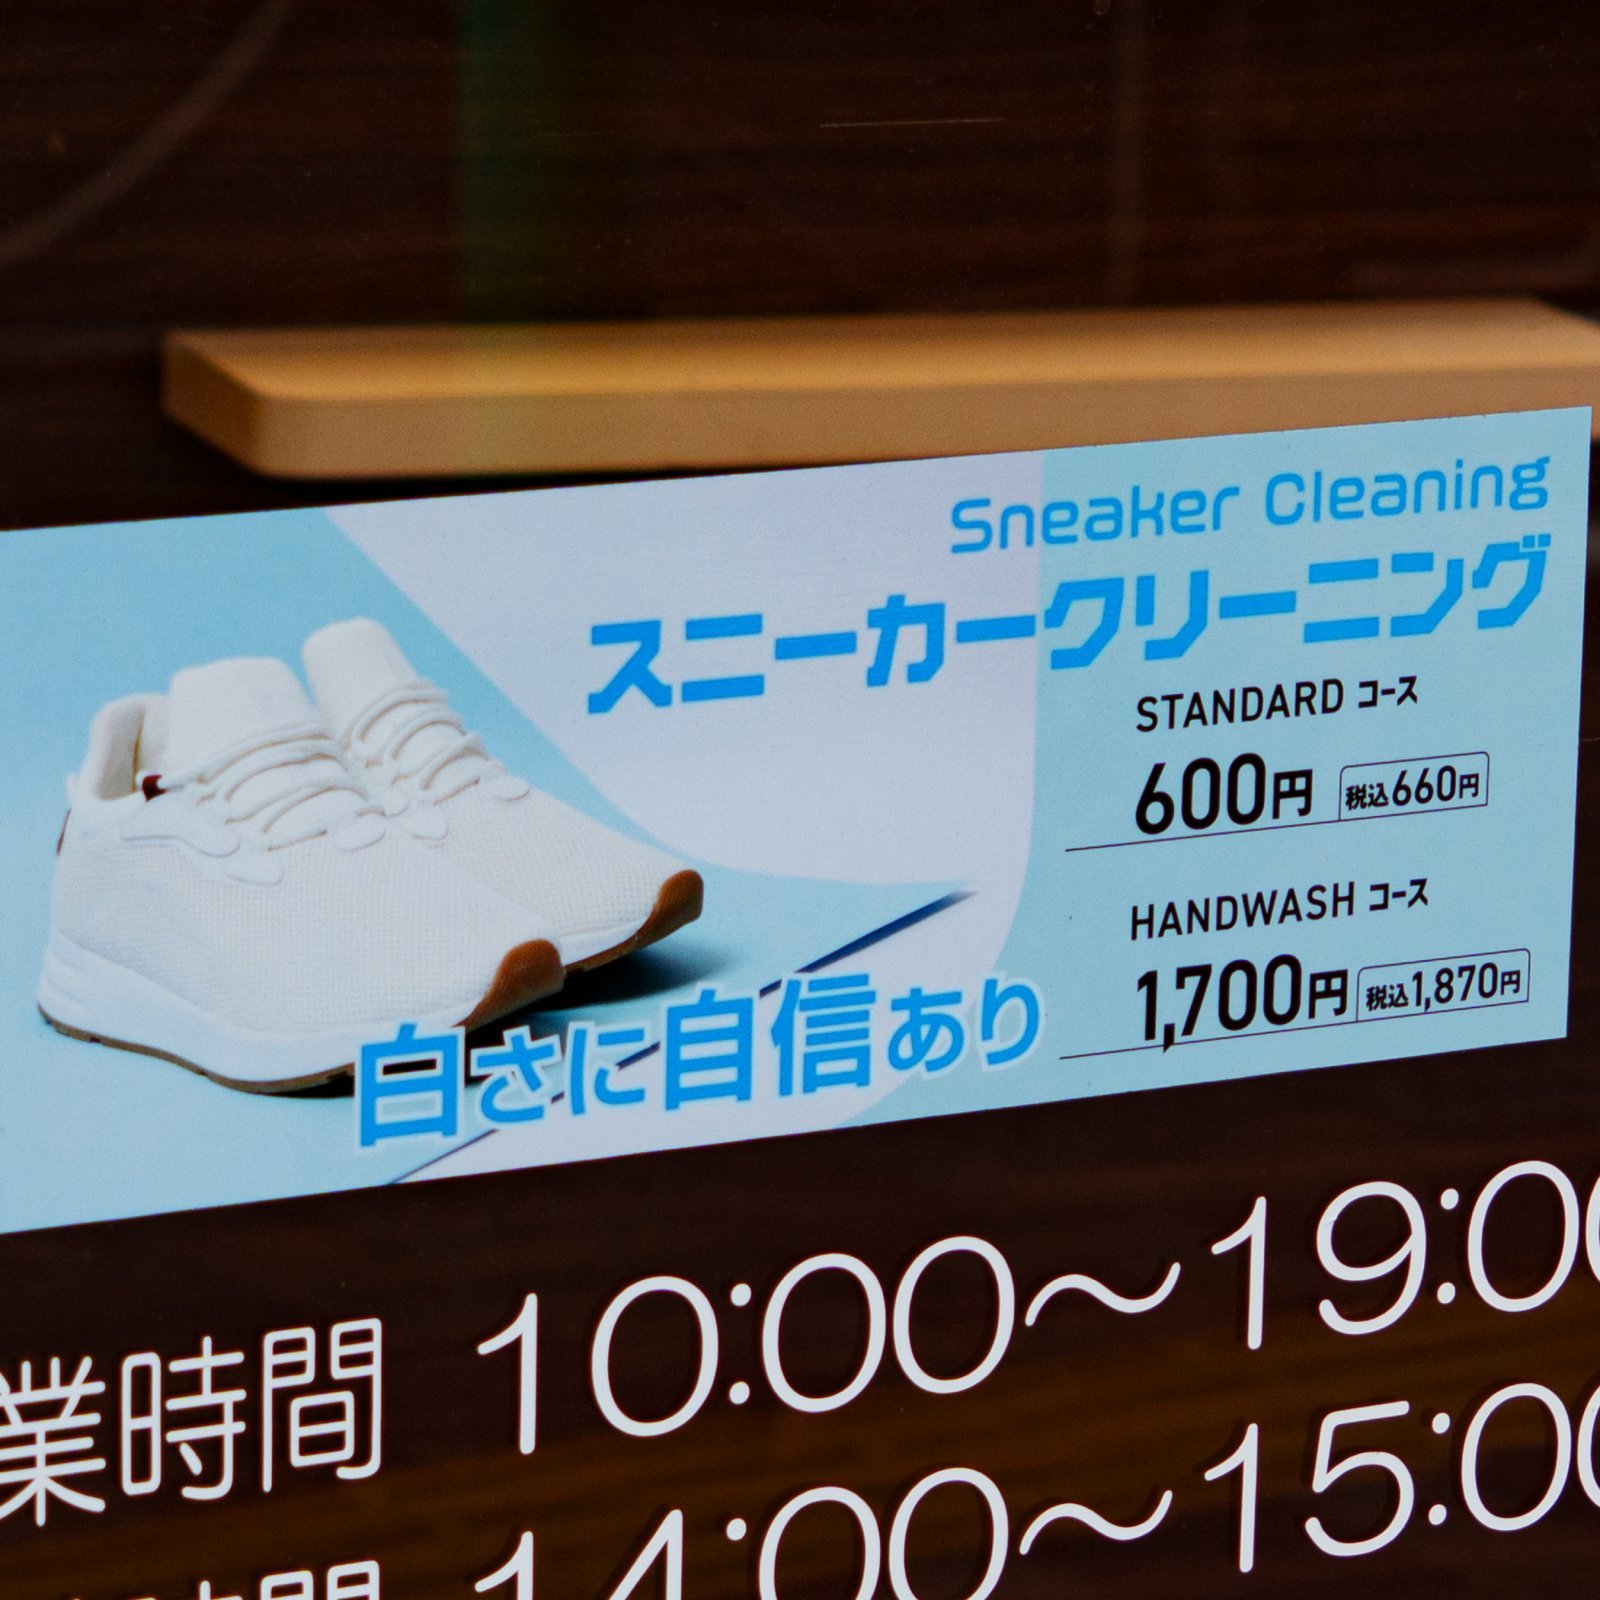 Sneaker Cleaning
スニーカークリーニング
STANDARD コース
600円 税込660円
HANDWASH コース
1,700円 税込1,870円
白さに自信あり
業時間 10:00～19:00
14:00～15:00